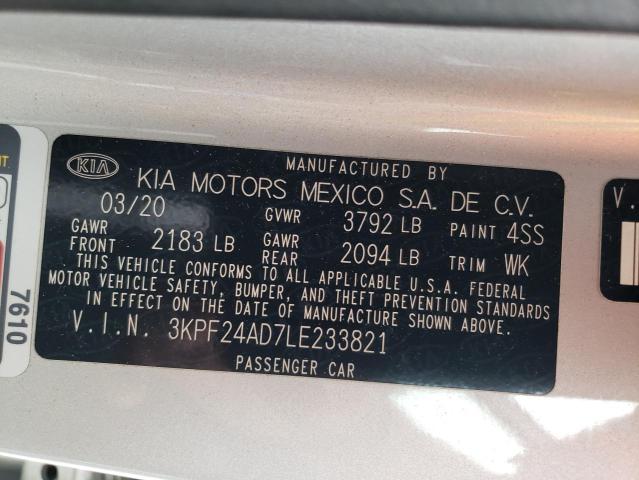 MANUFACTURED BY
KIA KIA MOTORS MEXICO S.A. DE C.V.
03/20 GVWR 3792 LB PAINT 4SS
GAWR FRONT 2183 LB GAWR REAR 2094 LB TRIM WK
THIS VEHICLE CONFORMS TO ALL APPLICABLE U.S.A. FEDERAL
MOTOR VEHICLE SAFETY, BUMPER, AND THEFT PREVENTION STANDARDS
IN EFFECT ON THE DATE OF MANUFACTURE SHOWN ABOVE.
V.I.N. 3KPF24AD7LE233821
PASSENGER CAR
7610
V.